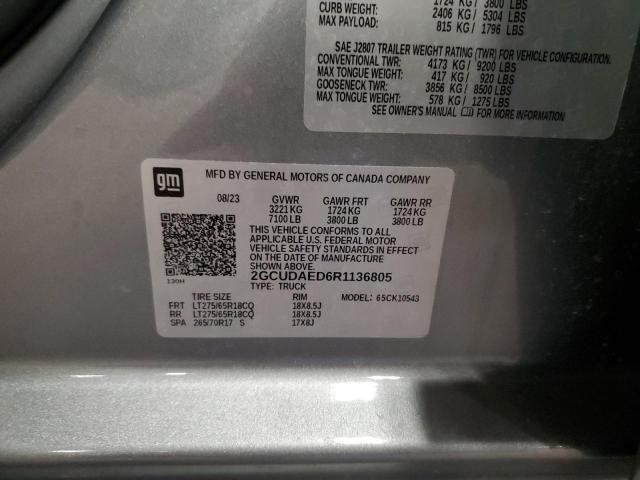 1724 KG / 3800 LBS
CURB WEIGHT: 2406 KG / 5304 LBS
MAX PAYLOAD: 815 KG / 1796 LBS
SAE J2807 TRAILER WEIGHT RATING (TWR) FOR VEHICLE CONFIGURATION.
CONVENTIONAL TWR: 4173 KG / 9200 LBS
MAX TONGUE WEIGHT: 417 KG / 920 LBS
GOOSENECK TWR: 3856 KG / 8500 LBS
MAX TONGUE WEIGHT: 578 KG / 1275 LBS
SEE OWNER'S MANUAL FOR MORE INFORMATION
gm
MFD BY GENERAL MOTORS OF CANADA COMPANY
08/23 GVWR GAWR FRT GAWR RR
3221 KG 1724 KG 1724 KG
7100 LB 3800 LB 3800 LB
THIS VEHICLE CONFORMS TO ALL
APPLICABLE U.S. FEDERAL MOTOR
VEHICLE SAFETY STANDARDS IN EFFECT
ON THE DATE OF MANUFACTURE
SHOWN ABOVE.
2GCUDAED6R1136805
TYPE: TRUCK
130H
TIRE SIZE RIM MODEL: 65CK10543
FRT LT275/65R18CQ 18X8.5J
RR LT275/65R18CQ 18X8.5J
SPA 265/70R17 S 17X8J